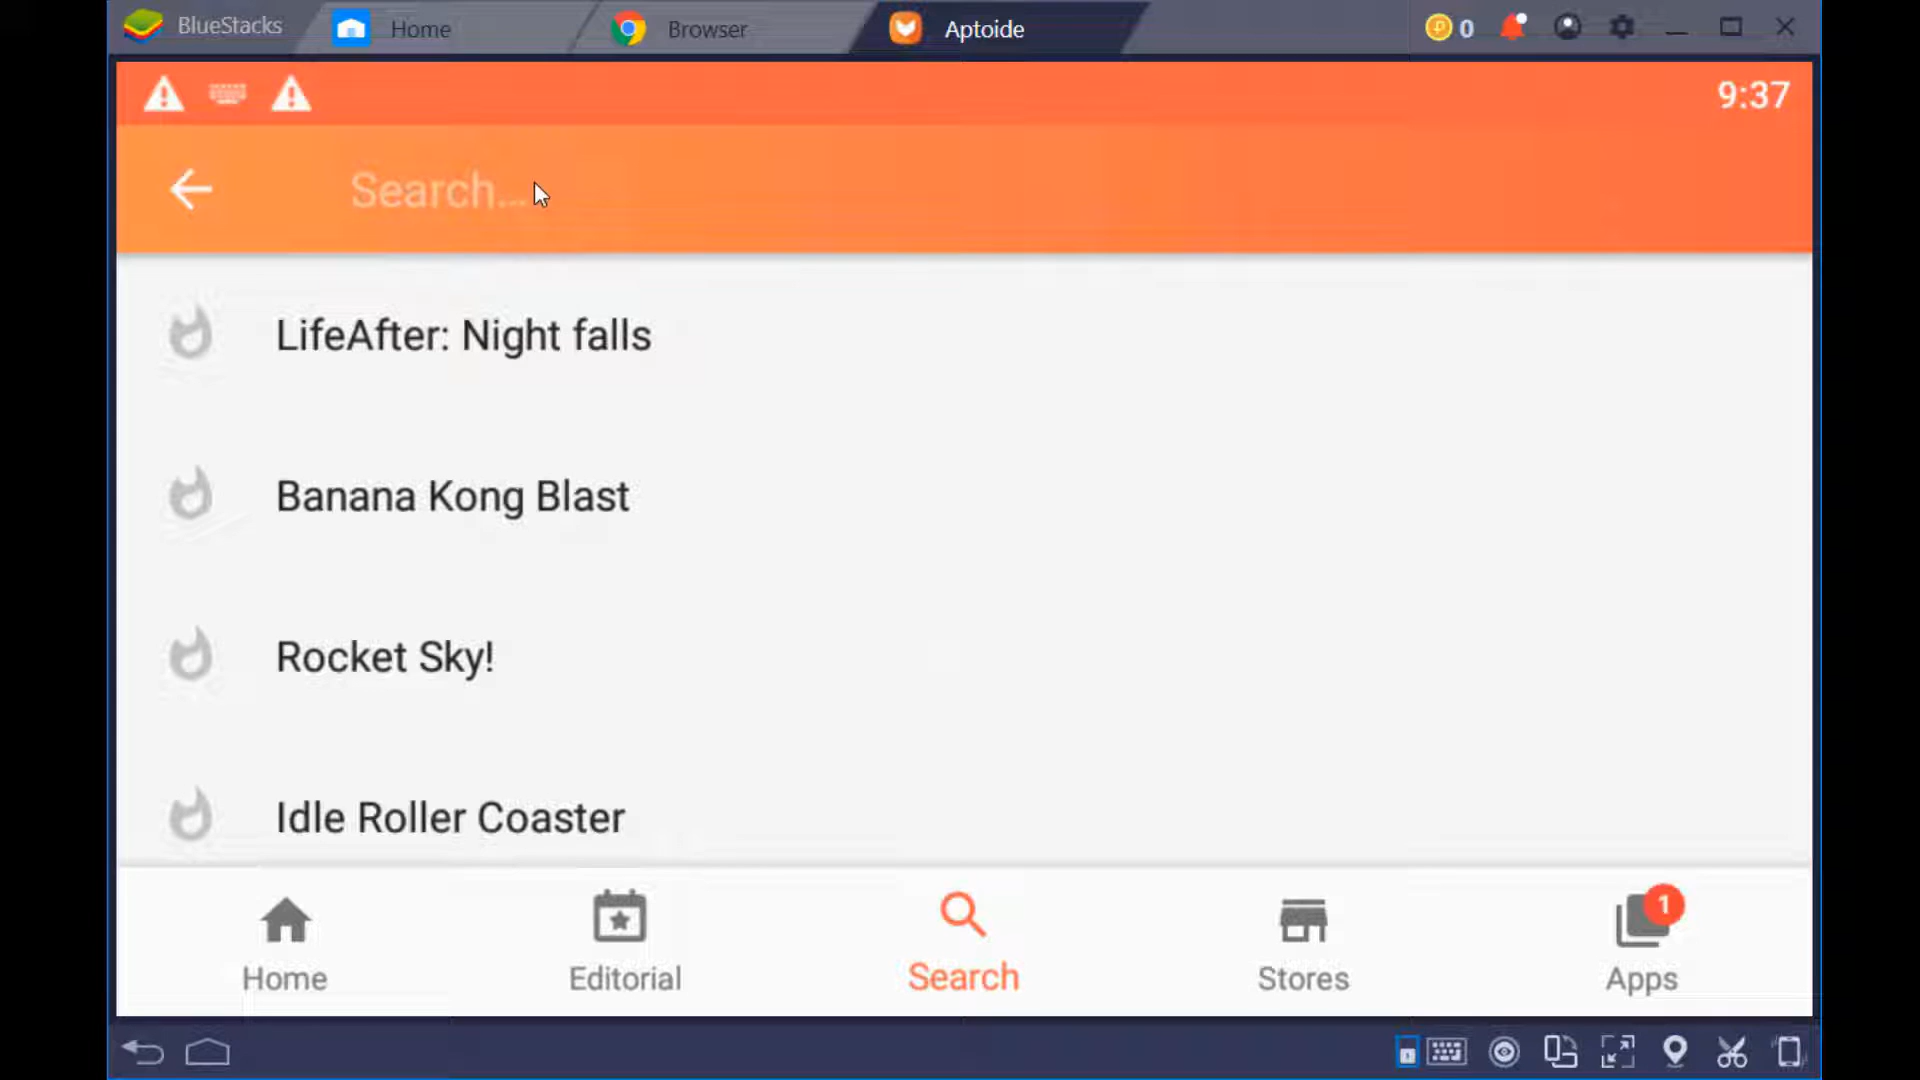 BlueStacks
Home
Browser
Aptoide
0
9:37
Search...
LifeAfter: Night falls
Banana Kong Blast
Rocket Sky!
Idle Roller Coaster
Home
Editorial
Search
Stores
1
Apps